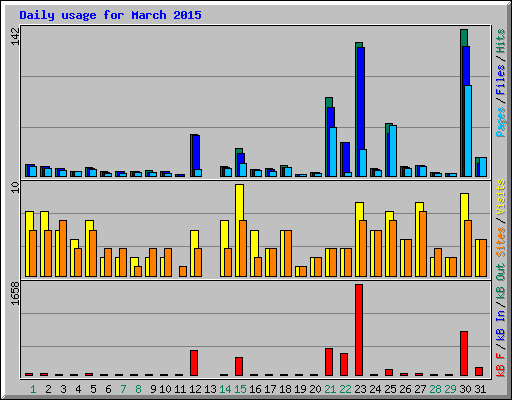 Daily usage for March 2015
142
Pages/Files/Hits
10
Sites/Visits
1658
kB F/kB In/kB Out
1 2 3 4 5 6 7 8 9 10 11 12 13 14 15 16 17 18 19 20 21 22 23 24 25 26 27 28 29 30 31